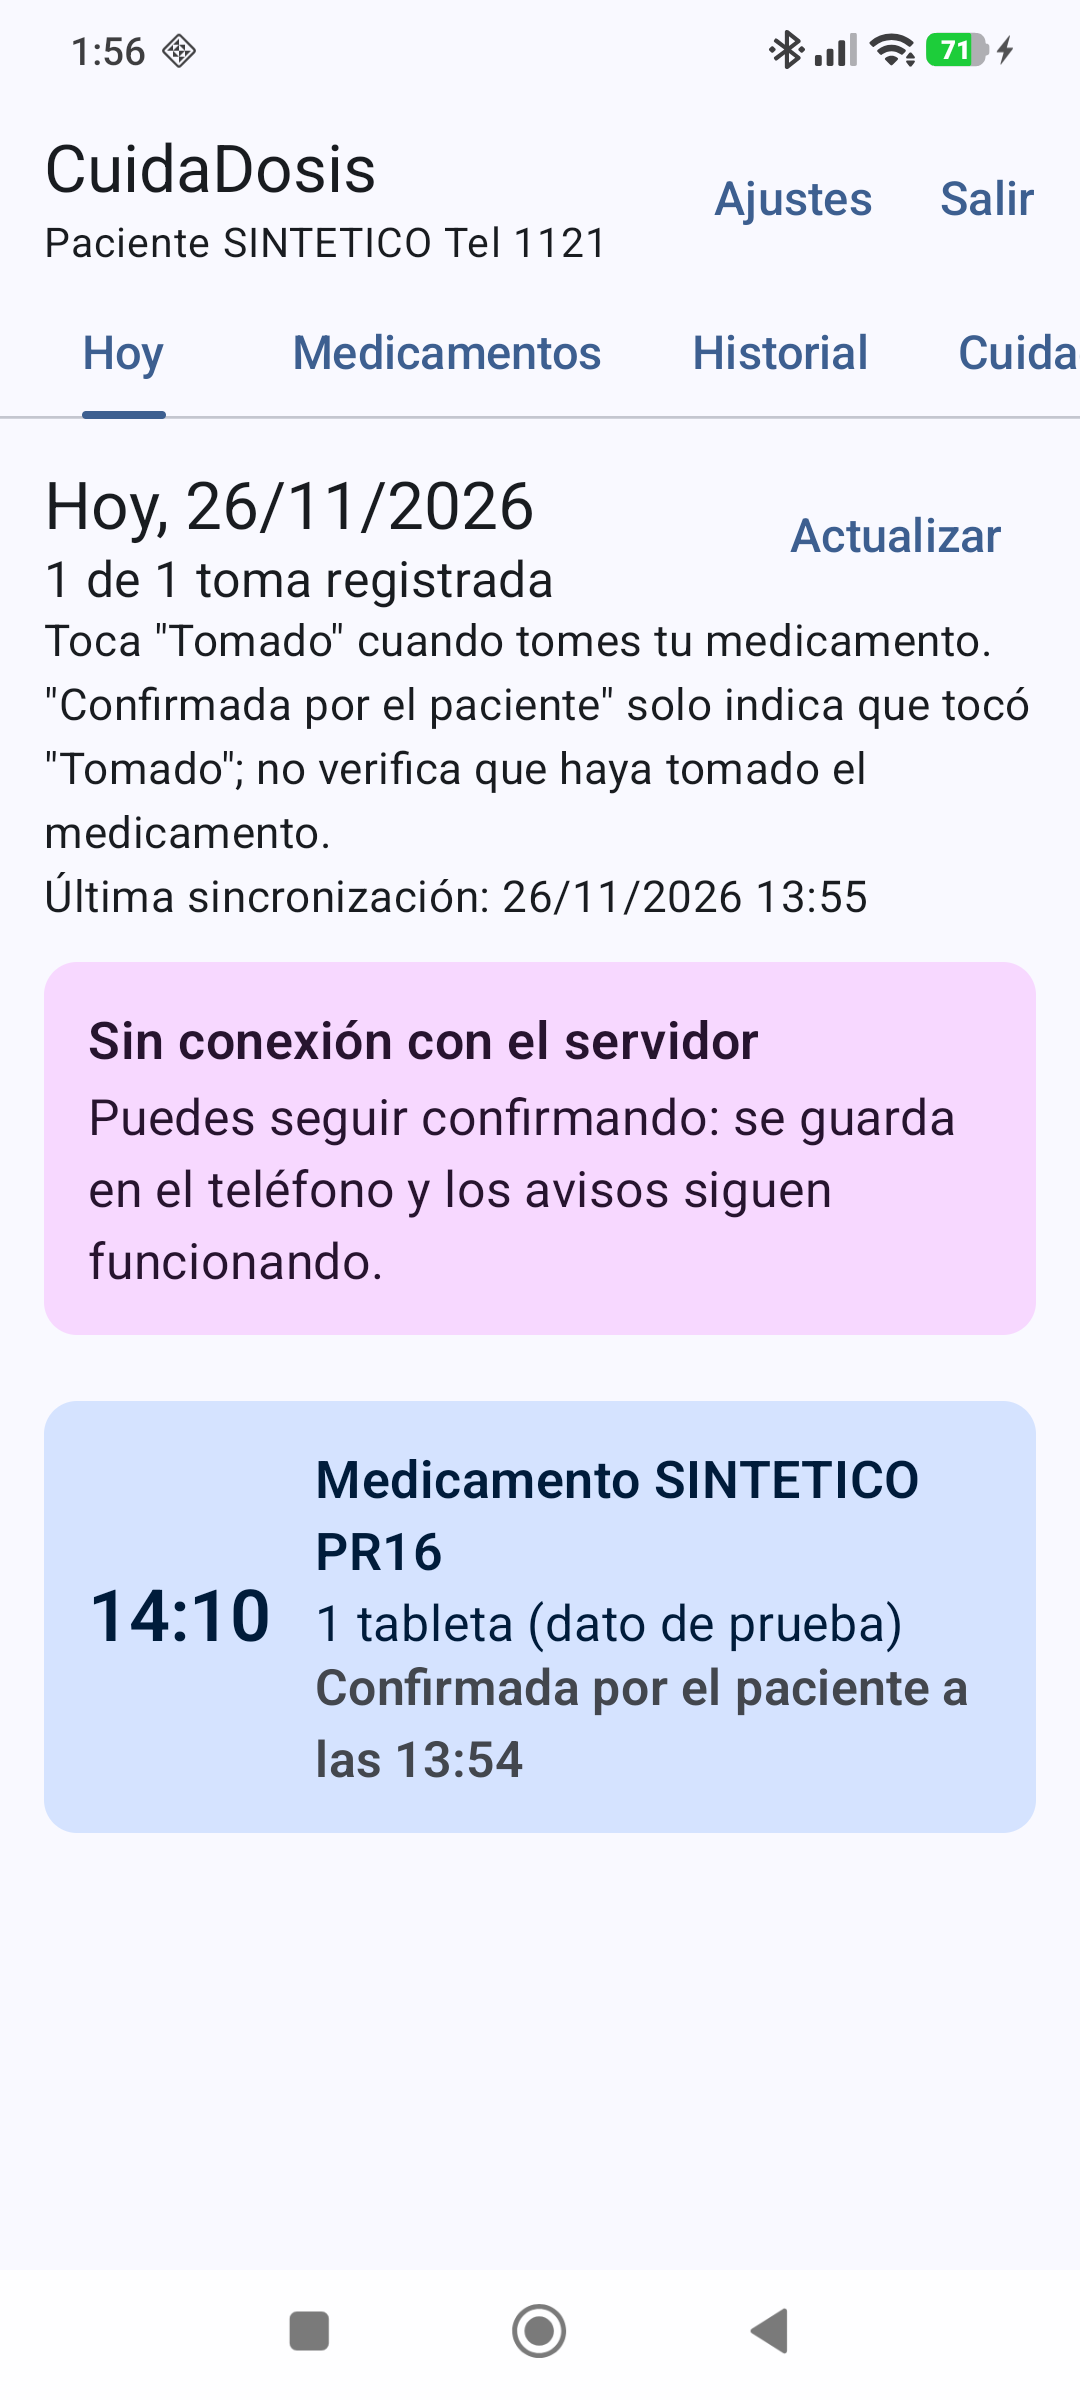 1:56
71
CuidaDosis
Ajustes
Salir
Paciente SINTETICO Tel 1121
Hoy
Medicamentos
Historial
Cuida
Hoy, 26/11/2026
Actualizar
1 de 1 toma registrada
Toca "Tomado" cuando tomes tu medicamento.
"Confirmada por el paciente" solo indica que tocó
"Tomado"; no verifica que haya tomado el
medicamento.
Última sincronización: 26/11/2026 13:55
Sin conexión con el servidor
Puedes seguir confirmando: se guarda
en el teléfono y los avisos siguen
funcionando.
14:10
Medicamento SINTETICO
PR16
1 tableta (dato de prueba)
Confirmada por el paciente a
las 13:54